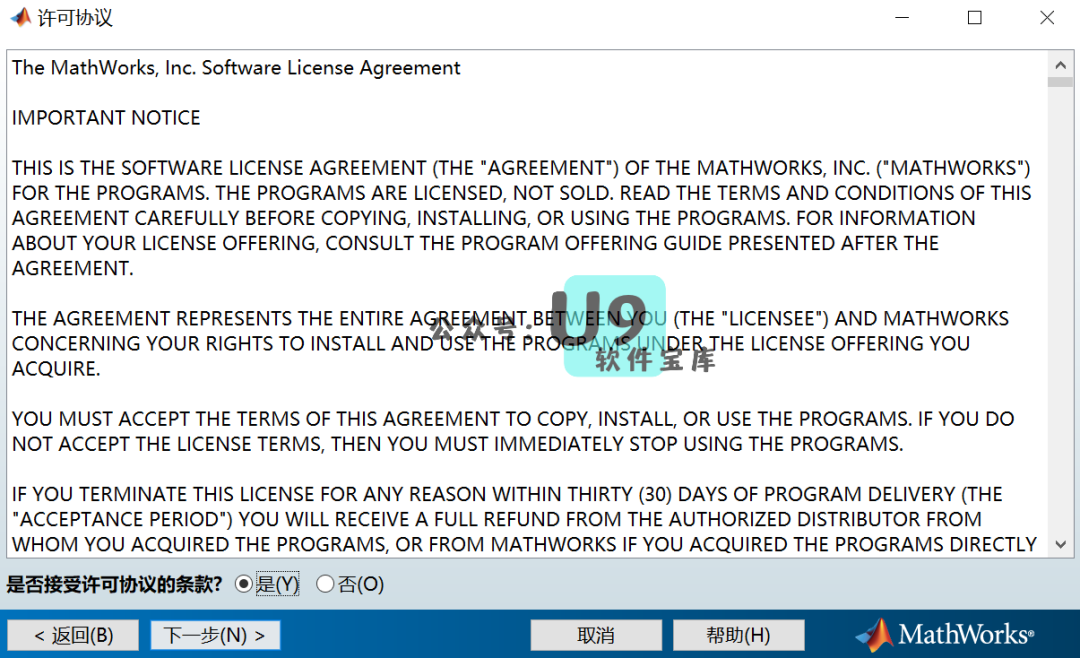 许可协议
The MathWorks, Inc. Software License Agreement
IMPORTANT NOTICE
THIS IS THE SOFTWARE LICENSE AGREEMENT (THE "AGREEMENT") OF THE MATHWORKS, INC. ("MATHWORKS")
FOR THE PROGRAMS. THE PROGRAMS ARE LICENSED, NOT SOLD. READ THE TERMS AND CONDITIONS OF THIS
AGREEMENT CAREFULLY BEFORE COPYING, INSTALLING, OR USING THE PROGRAMS. FOR INFORMATION
ABOUT YOUR LICENSE OFFERING, CONSULT THE PROGRAM OFFERING GUIDE PRESENTED AFTER THE
AGREEMENT.
THE AGREEMENT REPRESENTS THE ENTIRE AGREEMENT BETWEEN YOU (THE "LICENSEE") AND MATHWORKS
CONCERNING YOUR RIGHTS TO INSTALL AND USE THE PROGRAMS UNDER THE LICENSE OFFERING YOU
ACQUIRE.
公众号：U9
软件宝库
YOU MUST ACCEPT THE TERMS OF THIS AGREEMENT TO COPY, INSTALL, OR USE THE PROGRAMS. IF YOU DO
NOT ACCEPT THE LICENSE TERMS, THEN YOU MUST IMMEDIATELY STOP USING THE PROGRAMS.
IF YOU TERMINATE THIS LICENSE FOR ANY REASON WITHIN THIRTY (30) DAYS OF PROGRAM DELIVERY (THE
"ACCEPTANCE PERIOD") YOU WILL RECEIVE A FULL REFUND FROM THE AUTHORIZED DISTRIBUTOR FROM
WHOM YOU ACQUIRED THE PROGRAMS, OR FROM MATHWORKS IF YOU ACQUIRED THE PROGRAMS DIRECTLY
是否接受许可协议的条款? 是(Y) 否(O)
< 返回(B) 下一步(N) > 取消 帮助(H) MathWorks®